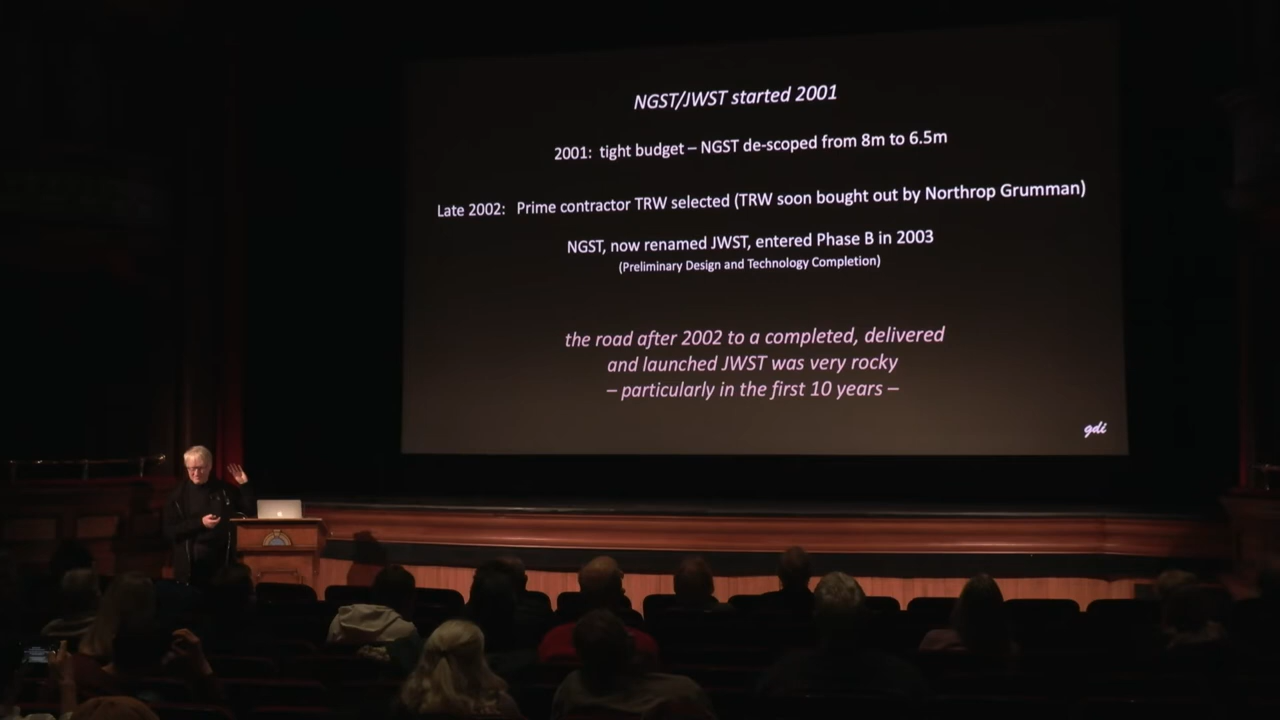 NGST/JWST started 2001
2001: tight budget – NGST de-scoped from 8m to 6.5m
Late 2002: Prime contractor TRW selected (TRW soon bought out by Northrop Grumman)
NGST, now renamed JWST, entered Phase B in 2003
(Preliminary Design and Technology Completion)
the road after 2002 to a completed, delivered
and launched JWST was very rocky
– particularly in the first 10 years –
gdi